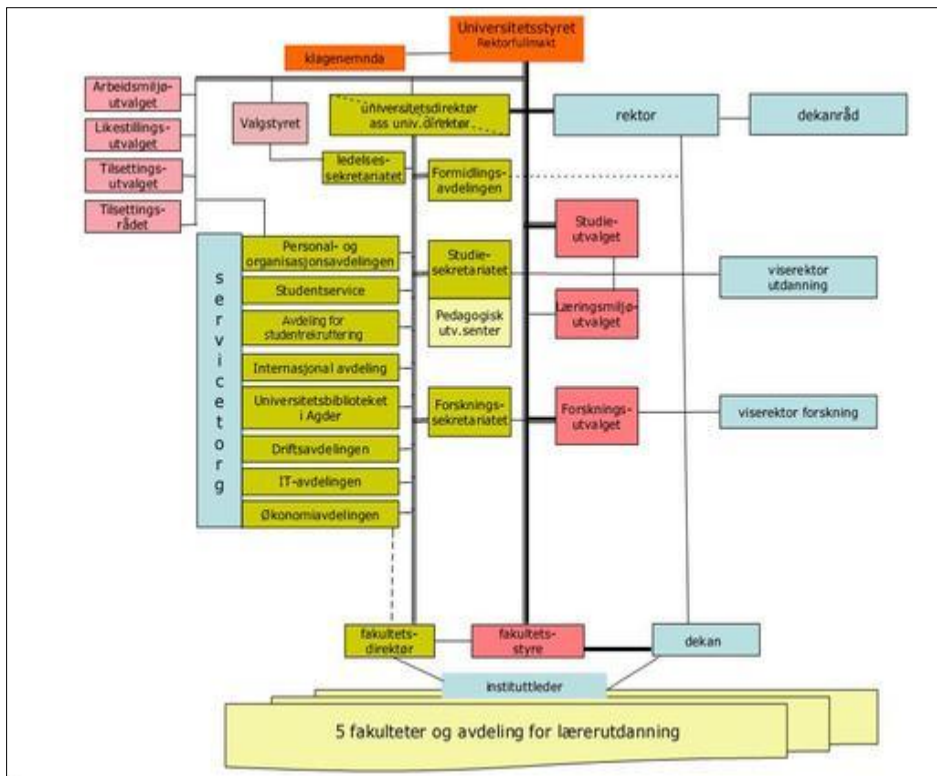 Universitetsstyret
Rektorfullmakt
klagenemnda
Arbeidsmiljø-
utvalget
Likestillings-
utvalget
Tilsettings-
utvalget
Tilsettings-
rådet
Valgstyret
universitetsdirektør
ass univ.direktør
rektor
dekanråd
ledelses-
sekretariatet
Formidlings-
avdelingen
Studie-
utvalget
servicetorg
Personal- og
organisasjonsavdelingen
Studentservice
Avdeling for
studentrekruttering
Internasjonal avdeling
Universitetsbiblioteket
i Agder
Driftsavdelingen
IT-avdelingen
Økonomiavdelingen
Studie-
sekretariatet
Pedagogisk
utv.senter
Læringsmiljø-
utvalget
viserektor
utdanning
Forsknings-
sekretariatet
Forsknings-
utvalget
viserektor forskning
fakultets-
direktør
fakultets-
styre
dekan
instituttleder
5 fakulteter og avdeling for lærerutdanning